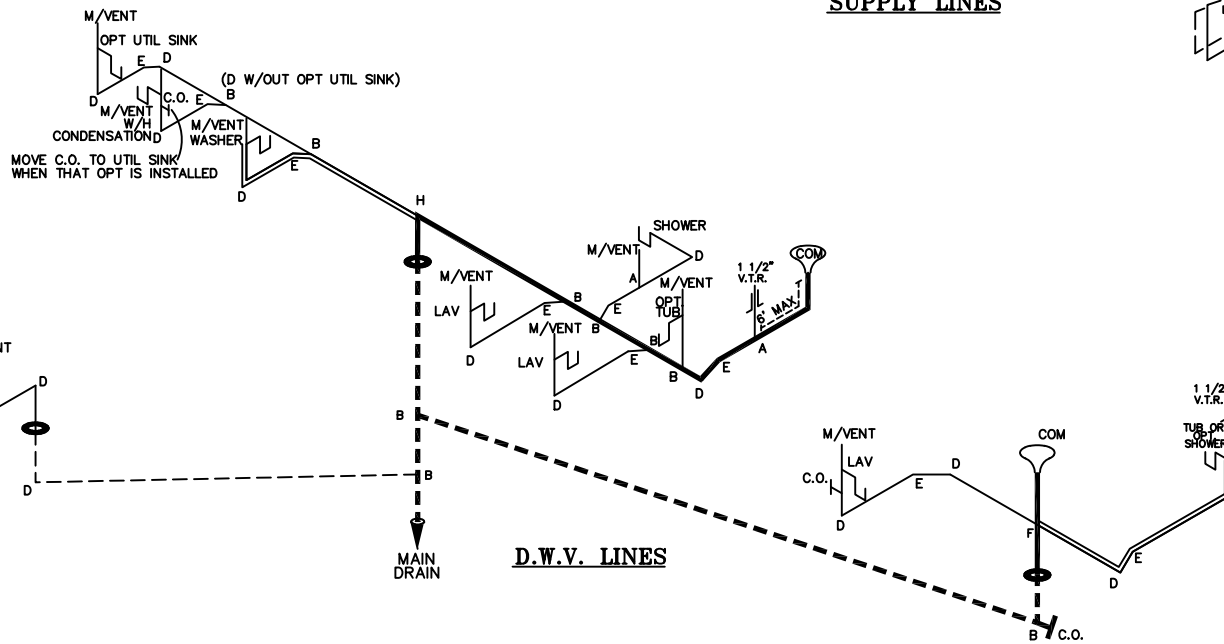 SUPPLY LINES
M/VENT
OPT UTIL SINK
E
D
(D W/OUT OPT UTIL SINK)
D
C.O.
E
B
M/VENT
W/H
CONDENSATION
D
M/VENT
WASHER
B
MOVE C.O. TO UTIL SINK
WHEN THAT OPT IS INSTALLED
E
D
H
SHOWER
M/VENT
D
COM
1 1/2"
V.T.R.
M/VENT
A
M/VENT
LAV
B
E
OPT
TUB
6' MAX
E
B
M/VENT
B
A
LAV
E
D
B
E
D
D
NT
D
B
1 1/2
V.T.R.
M/VENT
COM
TUB OR
OPT
SHOWER
LAV
D
C.O.
E
B
D
D
F
MAIN
DRAIN
D.W.V. LINES
E
D
B
C.O.